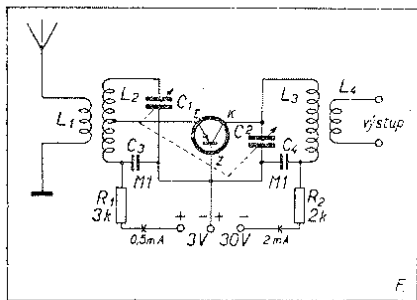 L2
C1
L3
L4
E
K
L1
výstup
C2
Z
C3
C4
M1
M1
R1
3k
R2
2k
+ − + −
0,5mA
3V
30V
2mA
F.